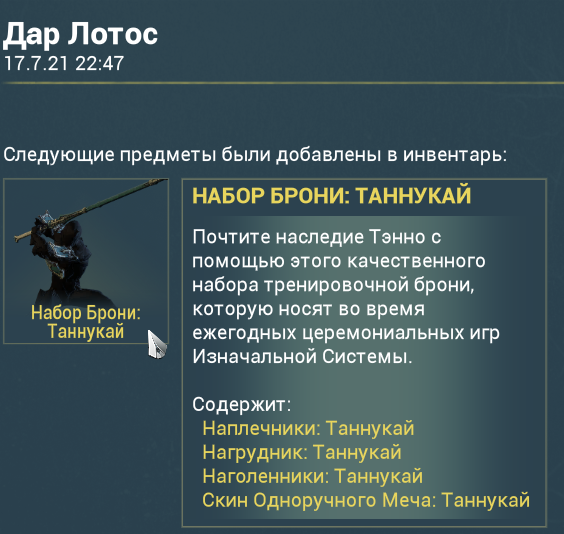 Дар Лотос
17.7.21 22:47
Следующие предметы были добавлены в инвентарь:
Набор Брони:
Таннукай
НАБОР БРОНИ: ТАННУКАЙ
Почтите наследие Тэнно с
помощью этого качественного
набора тренировочной брони,
которую носят во время
ежегодных церемониальных игр
Изначальной Системы.
Содержит:
Наплечники: Таннукай
Нагрудник: Таннукай
Наголенники: Таннукай
Скин Одноручного Меча: Таннукай